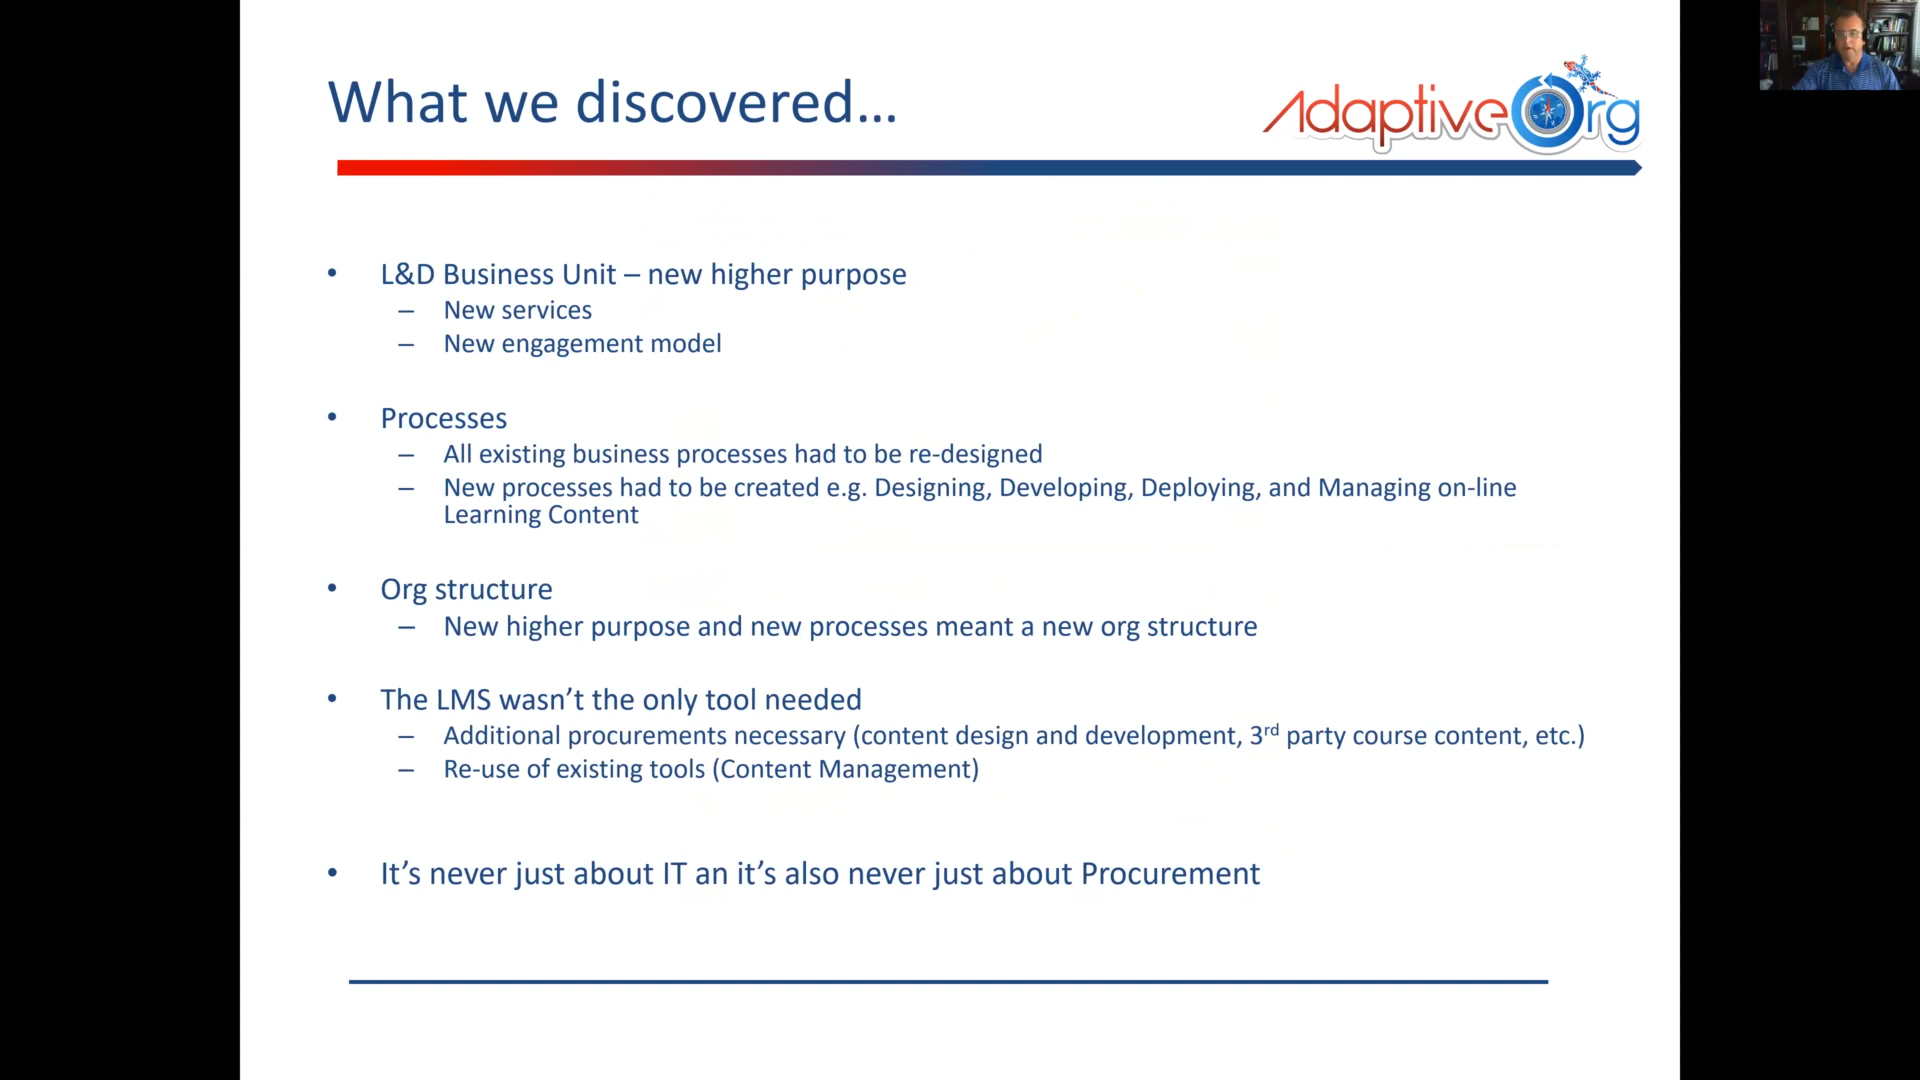 What we discovered...
AdaptiveOrg
• L&D Business Unit – new higher purpose
– New services
– New engagement model
• Processes
– All existing business processes had to be re-designed
– New processes had to be created e.g. Designing, Developing, Deploying, and Managing on-line
Learning Content
• Org structure
– New higher purpose and new processes meant a new org structure
• The LMS wasn’t the only tool needed
– Additional procurements necessary (content design and development, 3rd party course content, etc.)
– Re-use of existing tools (Content Management)
• It’s never just about IT an it’s also never just about Procurement